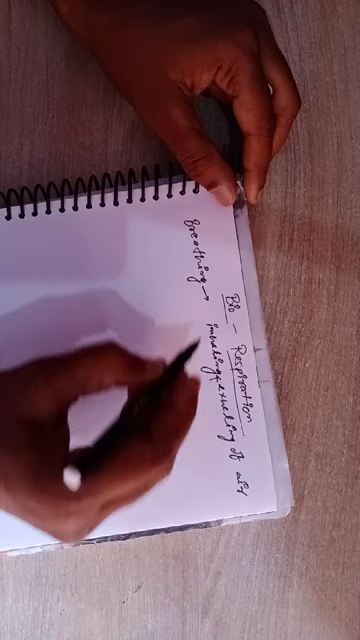 Bio - Respiration
Breathing → inhaling & exhaling of air